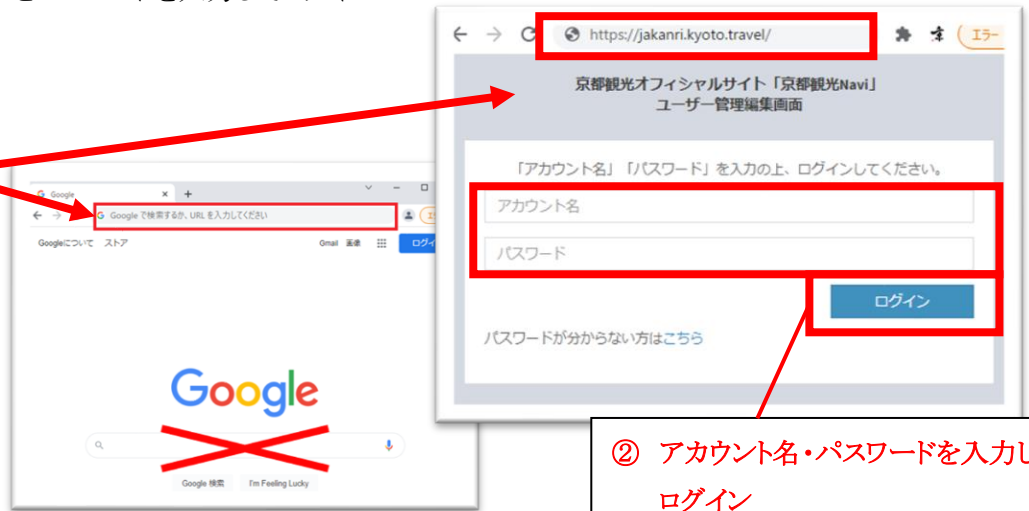 https://jakanri.kyoto.travel/
エラー
京都観光オフィシャルサイト「京都観光Navi」
ユーザー管理編集画面
「アカウント名」「パスワード」を入力の上、ログインしてください。
アカウント名
パスワード
ログイン
パスワードが分からない方はこちら
Google
G Google で検索するか、URL を入力してください
Googleについて ストア
Gmail 画像
Google
Google 検索 I'm Feeling Lucky
② アカウント名・パスワードを入力し
ログイン